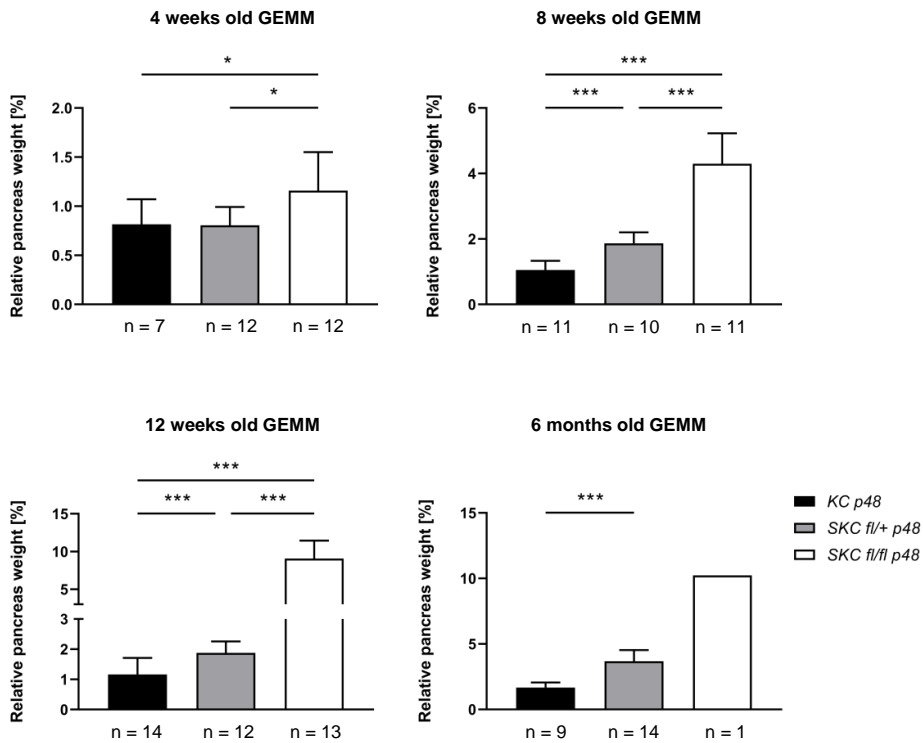 4 weeks old GEMM
*
*
Relative pancreas weight [%]
2.0
1.5
1.0
0.5
0.0
n = 7 n = 12 n = 12
8 weeks old GEMM
***
*** ***
Relative pancreas weight [%]
6
4
2
0
n = 11 n = 10 n = 11
12 weeks old GEMM
***
*** ***
Relative pancreas weight [%]
15
10
5
3
2
1
0
n = 14 n = 12 n = 13
6 months old GEMM
***
Relative pancreas weight [%]
15
10
5
0
n = 9 n = 14 n = 1
KC p48
SKC fl/+ p48
SKC fl/fl p48